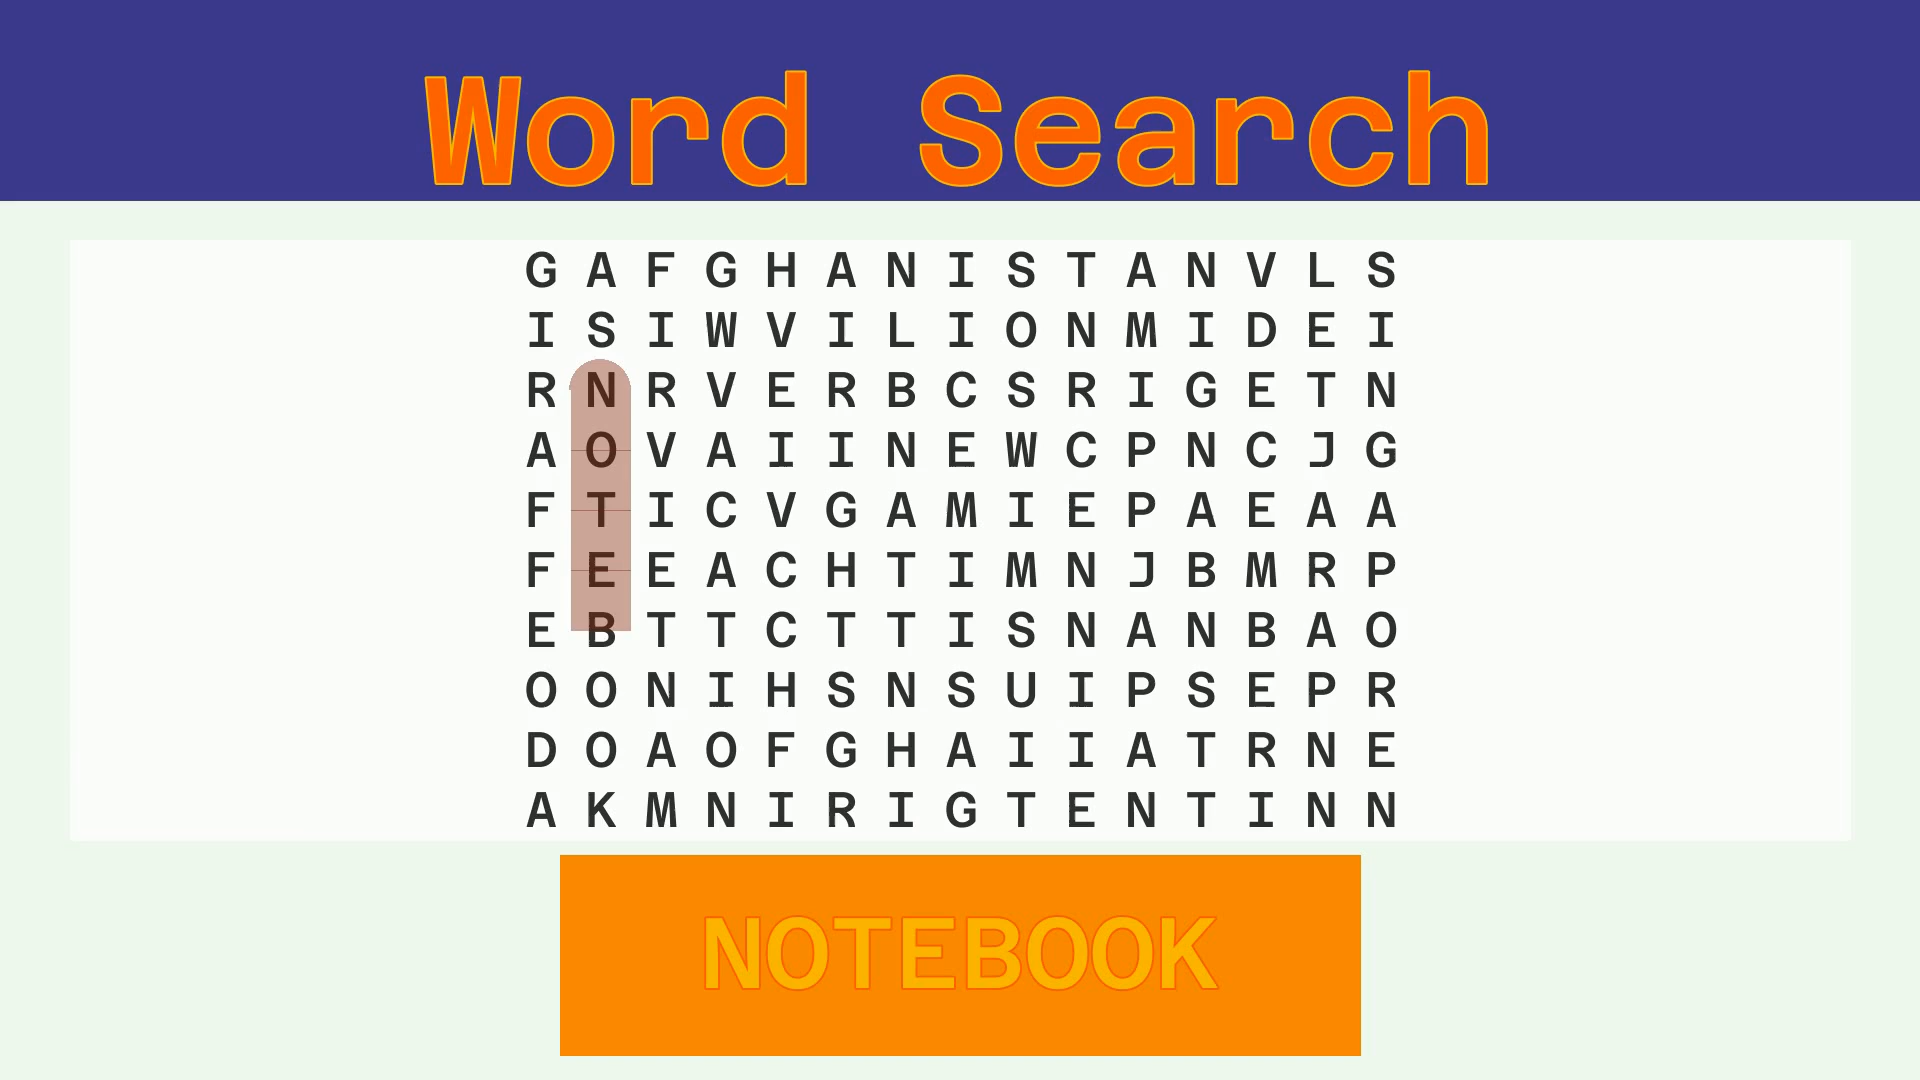 Word Search
G A F G H A N I S T A N V L S
I S I W V I L I O N M I D E I
R N R V E R B C S R I G E T N
A O V A I I N E W C P N C J G
F T I C V G A M I E P A E A A
F E E A C H T I M N J B M R P
E B T T C T T I S N A N B A O
O O N I H S N S U I P S E P R
D O A O F G H A I I A T R N E
A K M N I R I G T E N T I N N
NOTEBOOK